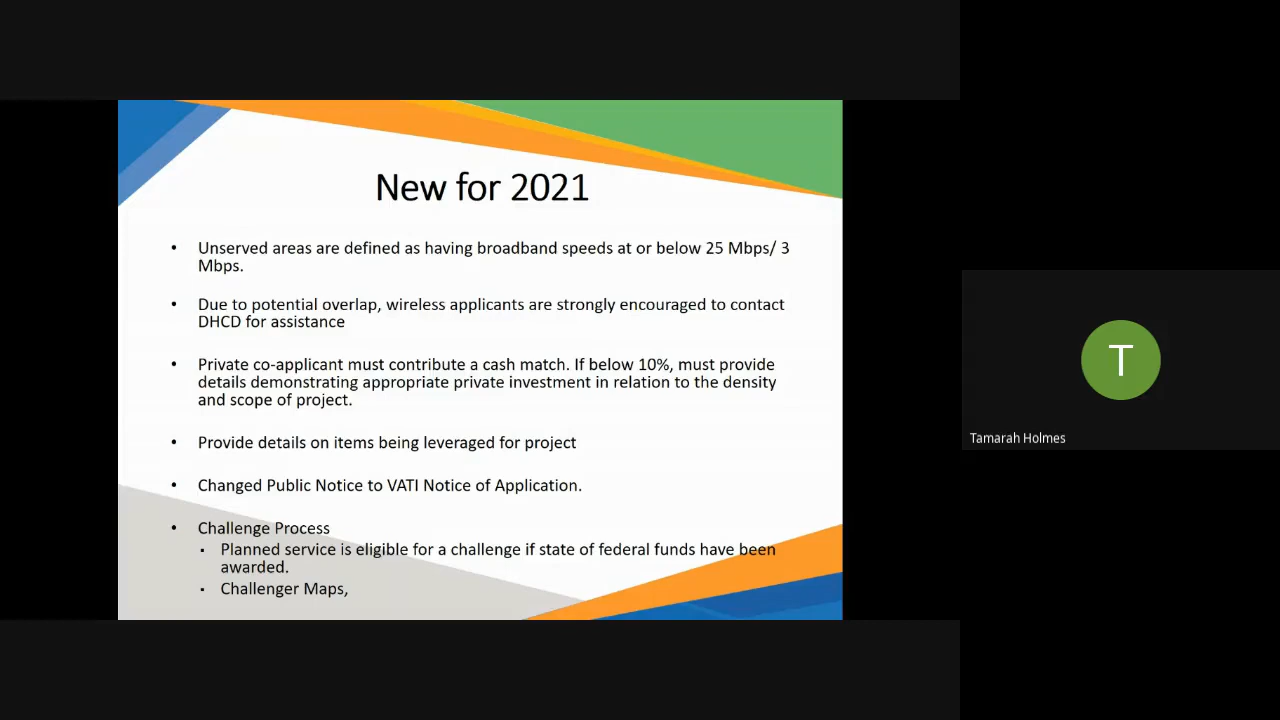 New for 2021
• Unserved areas are defined as having broadband speeds at or below 25 Mbps/ 3
Mbps.
• Due to potential overlap, wireless applicants are strongly encouraged to contact
DHCD for assistance
• Private co-applicant must contribute a cash match. If below 10%, must provide
details demonstrating appropriate private investment in relation to the density
and scope of project.
• Provide details on items being leveraged for project
• Changed Public Notice to VATI Notice of Application.
• Challenge Process
▪ Planned service is eligible for a challenge if state of federal funds have been
awarded.
▪ Challenger Maps,
T
Tamarah Holmes